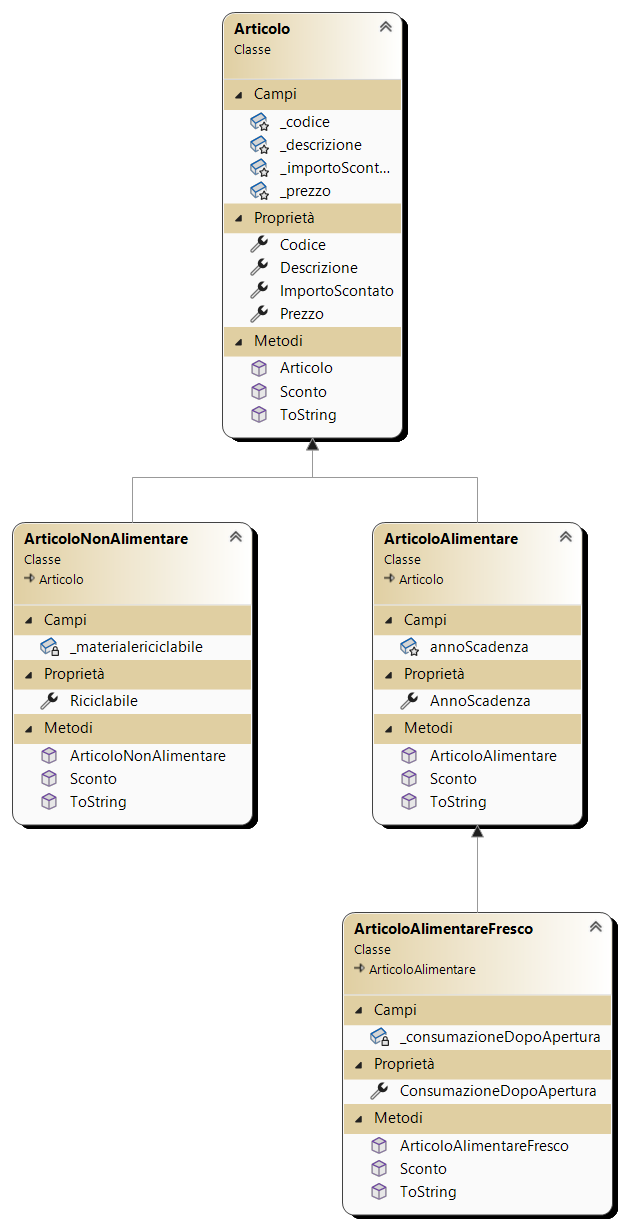 Articolo
Classe
Campi
_codice
_descrizione
_importoScont...
_prezzo
Proprietà
Codice
Descrizione
ImportoScontato
Prezzo
Metodi
Articolo
Sconto
ToString
ArticoloNonAlimentare
Classe
Articolo
Campi
_materialericiclabile
Proprietà
Riciclabile
Metodi
ArticoloNonAlimentare
Sconto
ToString
ArticoloAlimentare
Classe
Articolo
Campi
annoScadenza
Proprietà
AnnoScadenza
Metodi
ArticoloAlimentare
Sconto
ToString
ArticoloAlimentareFresco
Classe
ArticoloAlimentare
Campi
_consumazioneDopoApertura
Proprietà
ConsumazioneDopoApertura
Metodi
ArticoloAlimentareFresco
Sconto
ToString